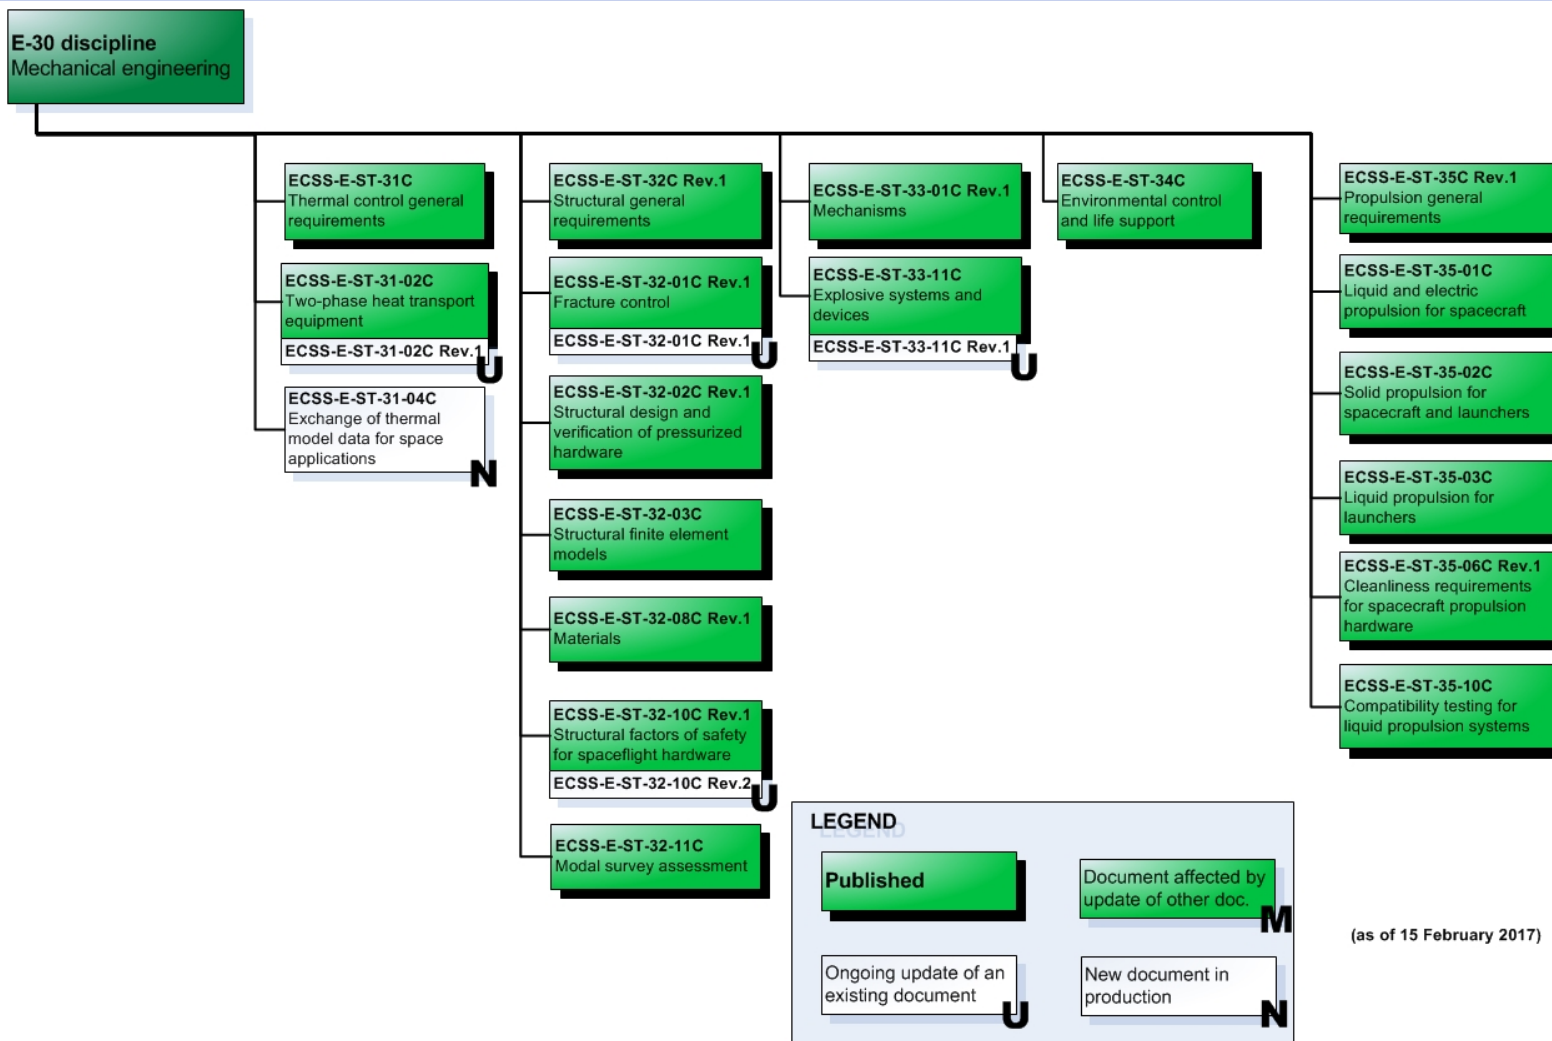 E-30 discipline
Mechanical engineering
ECSS-E-ST-31C
Thermal control general
requirements
ECSS-E-ST-31-02C
Two-phase heat transport
equipment
ECSS-E-ST-31-02C Rev.1
U
ECSS-E-ST-31-04C
Exchange of thermal
model data for space
applications
N
ECSS-E-ST-32C Rev.1
Structural general
requirements
ECSS-E-ST-32-01C Rev.1
Fracture control
ECSS-E-ST-32-01C Rev.1
U
ECSS-E-ST-32-02C Rev.1
Structural design and
verification of pressurized
hardware
ECSS-E-ST-32-03C
Structural finite element
models
ECSS-E-ST-32-08C Rev.1
Materials
ECSS-E-ST-32-10C Rev.1
Structural factors of safety
for spaceflight hardware
ECSS-E-ST-32-10C Rev.2
U
ECSS-E-ST-32-11C
Modal survey assessment
ECSS-E-ST-33-01C Rev.1
Mechanisms
ECSS-E-ST-33-11C
Explosive systems and
devices
ECSS-E-ST-33-11C Rev.1
U
ECSS-E-ST-34C
Environmental control
and life support
ECSS-E-ST-35C Rev.1
Propulsion general
requirements
ECSS-E-ST-35-01C
Liquid and electric
propulsion for spacecraft
ECSS-E-ST-35-02C
Solid propulsion for
spacecraft and launchers
ECSS-E-ST-35-03C
Liquid propulsion for
launchers
ECSS-E-ST-35-06C Rev.1
Cleanliness requirements
for spacecraft propulsion
hardware
ECSS-E-ST-35-10C
Compatibility testing for
liquid propulsion systems
LEGEND
Published
Document affected by
update of other doc.
M
Ongoing update of an
existing document
U
New document in
production
N
(as of 15 February 2017)